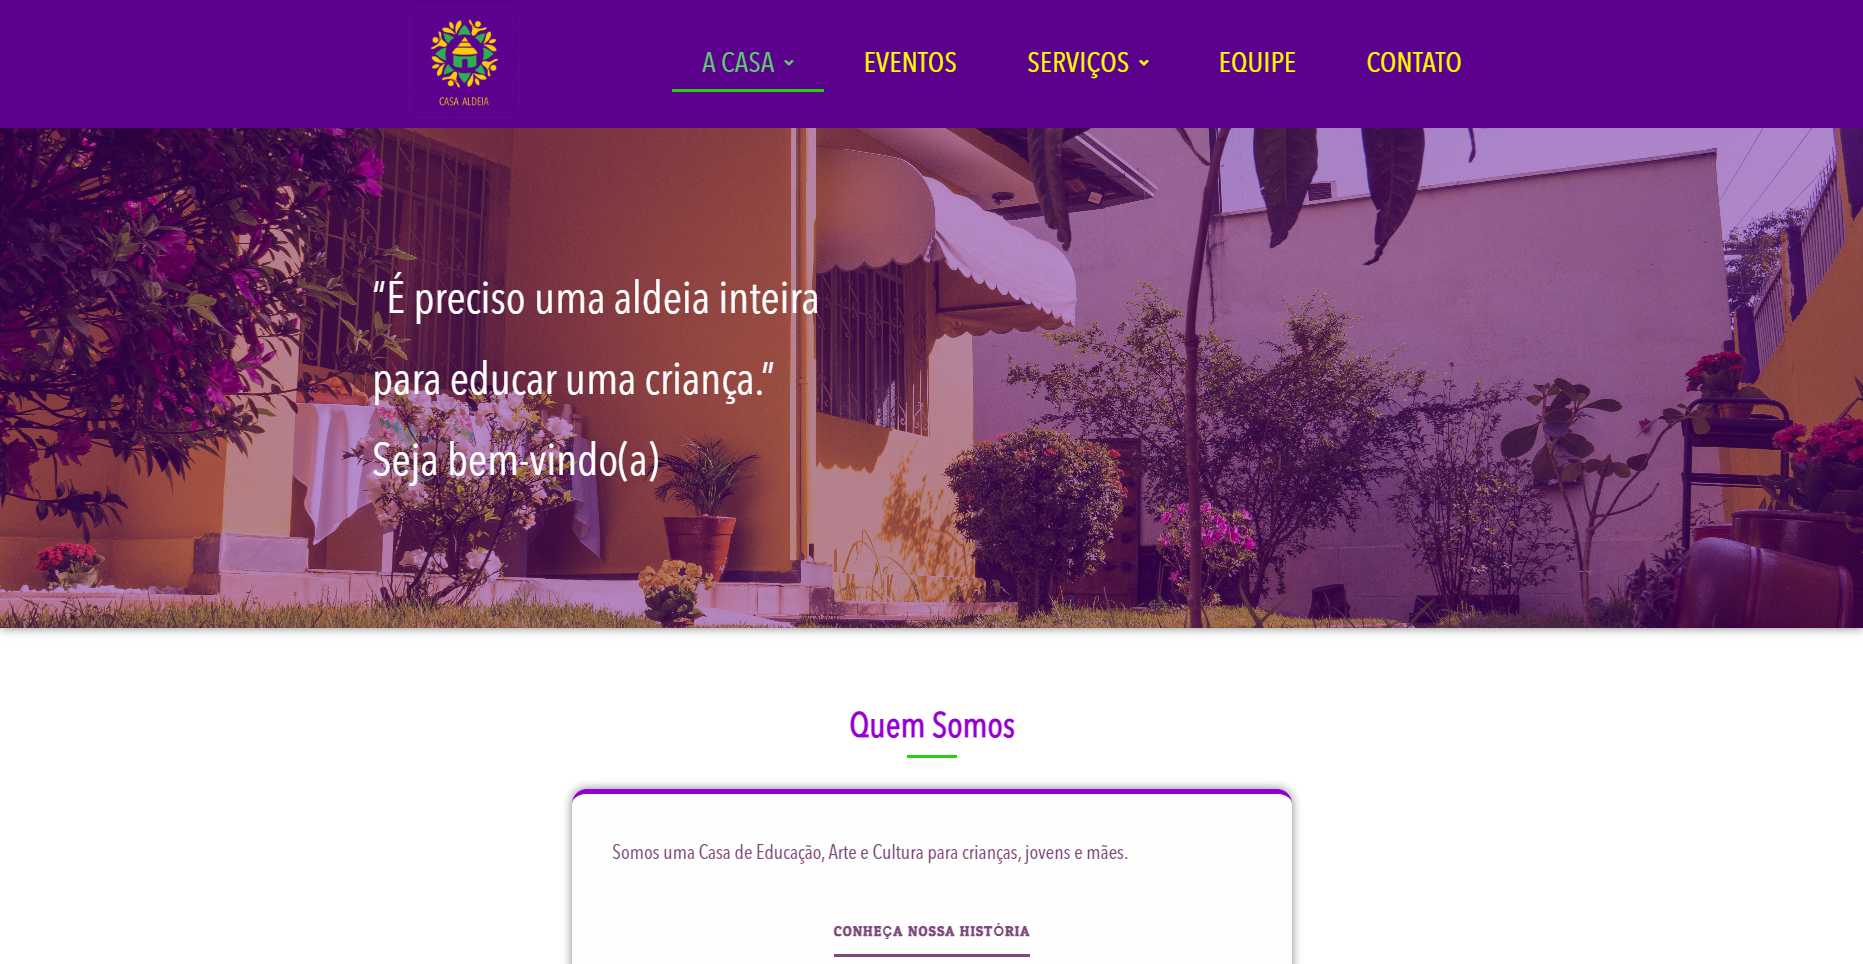 CASA ALDEIA
A CASA
EVENTOS
SERVIÇOS
EQUIPE
CONTATO
“É preciso uma aldeia inteira
para educar uma criança.”
Seja bem-vindo(a)
Quem Somos
Somos uma Casa de Educação, Arte e Cultura para crianças, jovens e mães.
CONHEÇA NOSSA HISTÓRIA